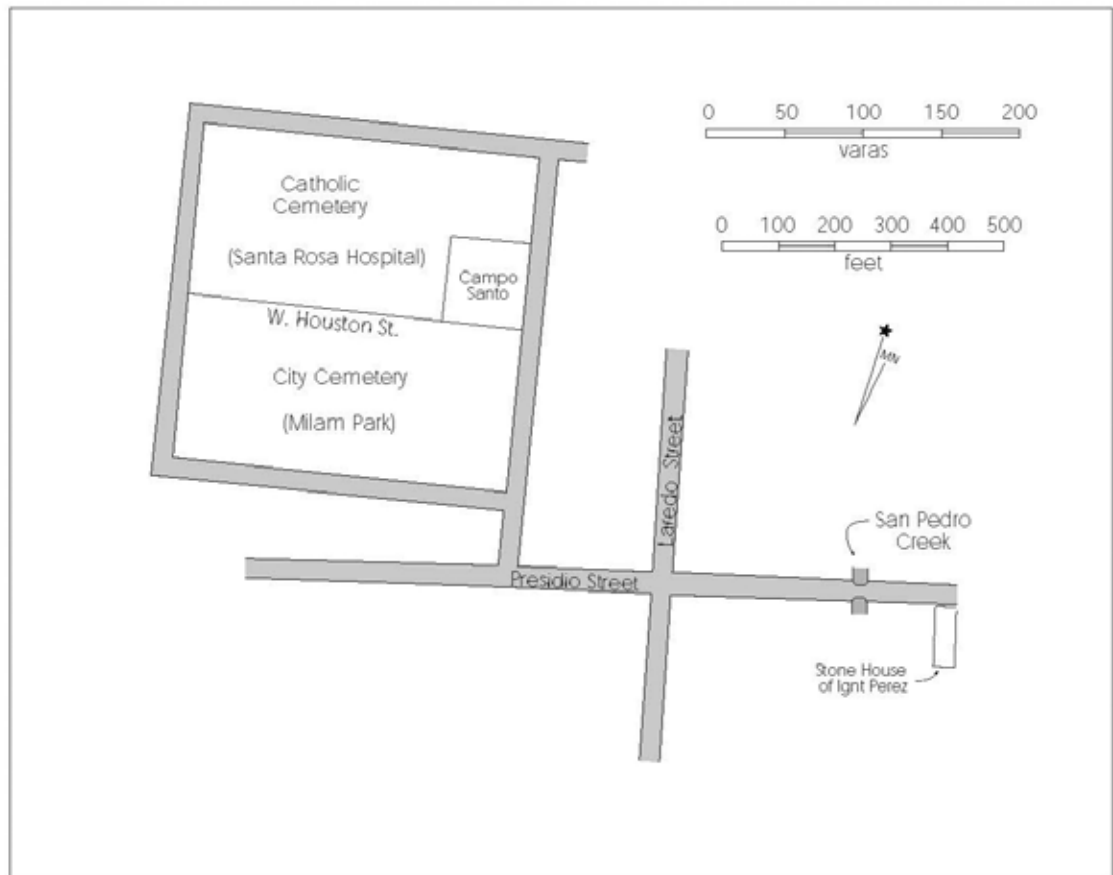 0 50 100 150 200
varas
Catholic
Cemetery
0 100 200 300 400 500
feet
(Santa Rosa Hospital)
Campo
Santo
W. Houston St.
MN
City Cemetery
(Milam Park)
Laredo Street
San Pedro
Creek
Presidio Street
Stone House
of Ignt Perez